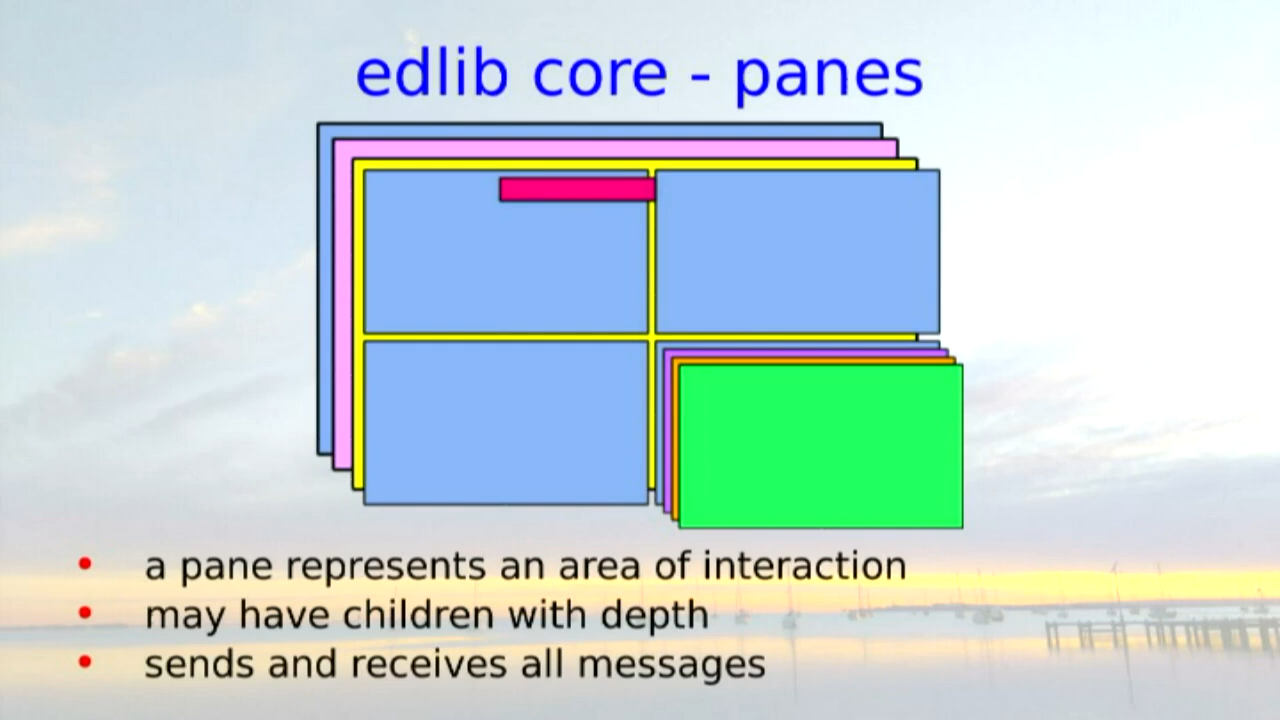 edlib core - panes
• a pane represents an area of interaction
• may have children with depth
• sends and receives all messages